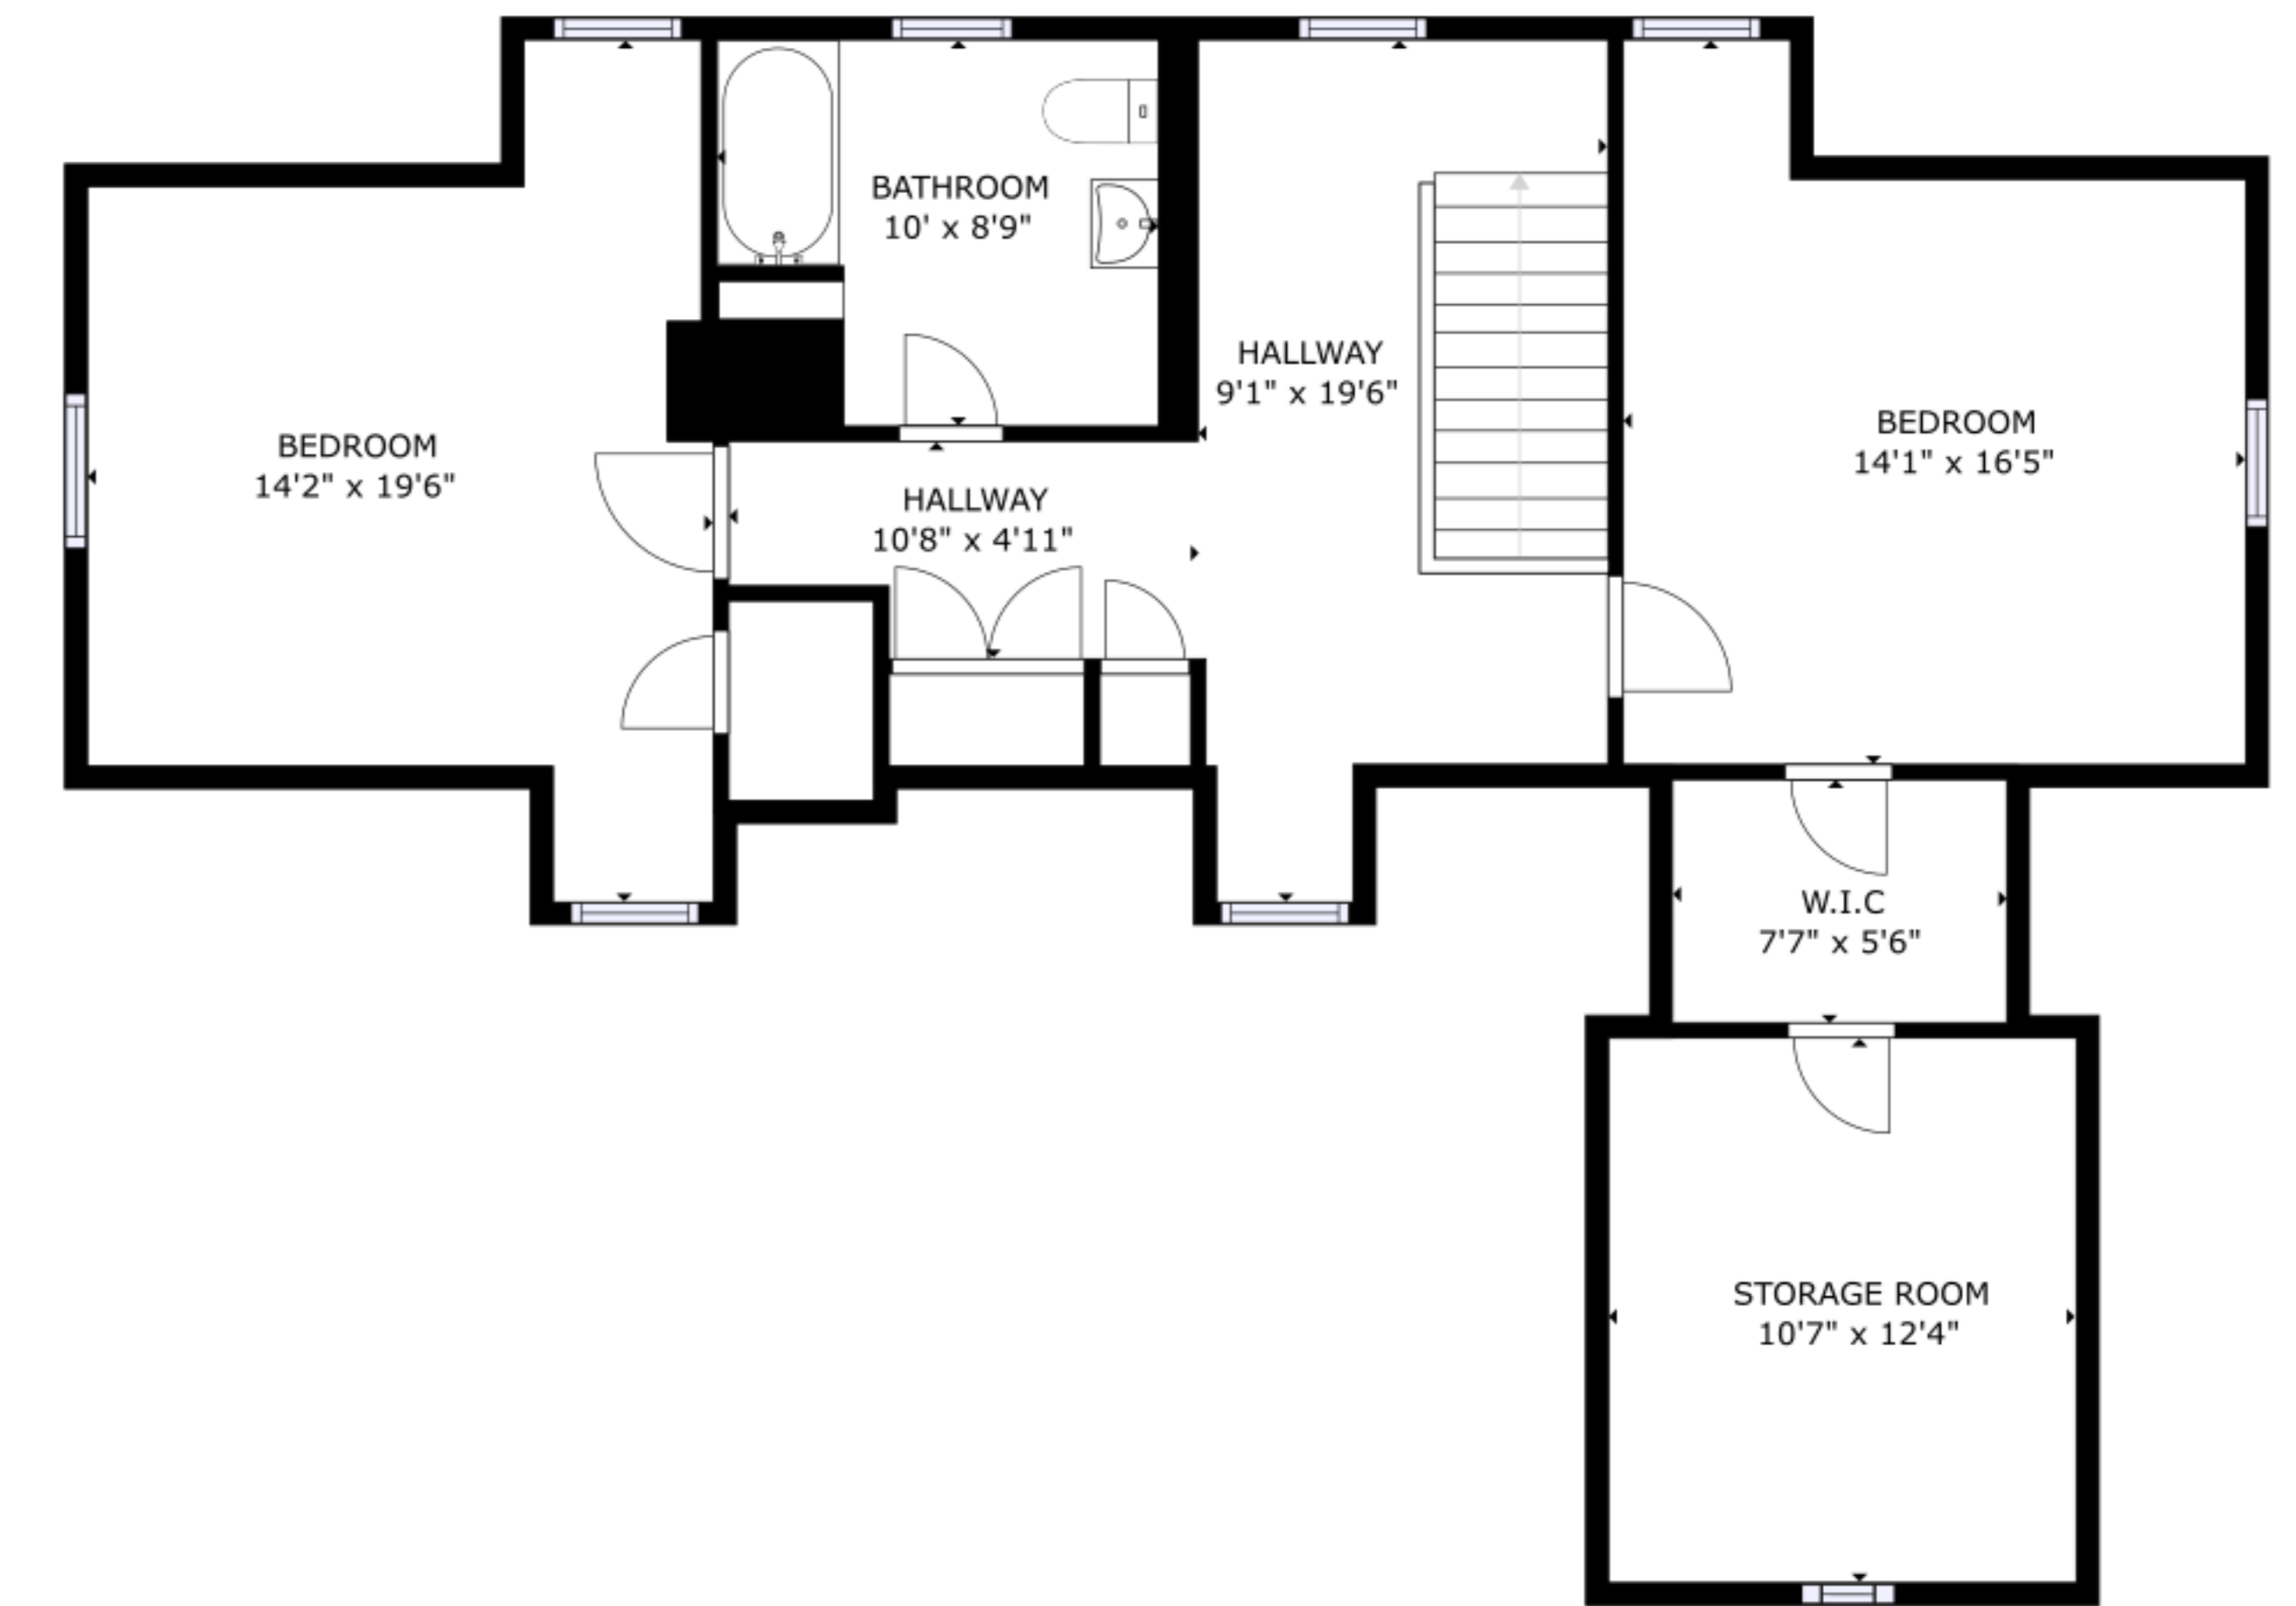 BATHROOM
10' x 8'9"
HALLWAY
9'1" x 19'6"
BEDROOM
14'1" x 16'5"
BEDROOM
14'2" x 19'6"
HALLWAY
10'8" x 4'11"
W.I.C
7'7" x 5'6"
STORAGE ROOM
10'7" x 12'4"